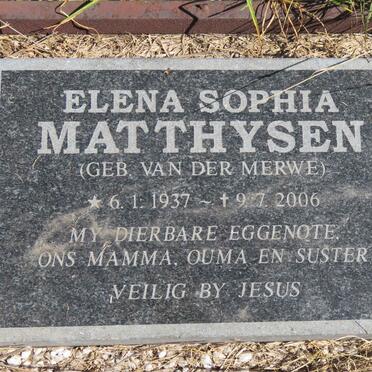 ELENA SOPHIA
MATTHYSEN
(GEB. VAN DER MERWE)
★ 6.1.1937 ~ ✝ 9.7.2006
MY DIERBARE EGGENOTE,
ONS MAMMA, OUMA EN SUSTER
VEILIG BY JESUS